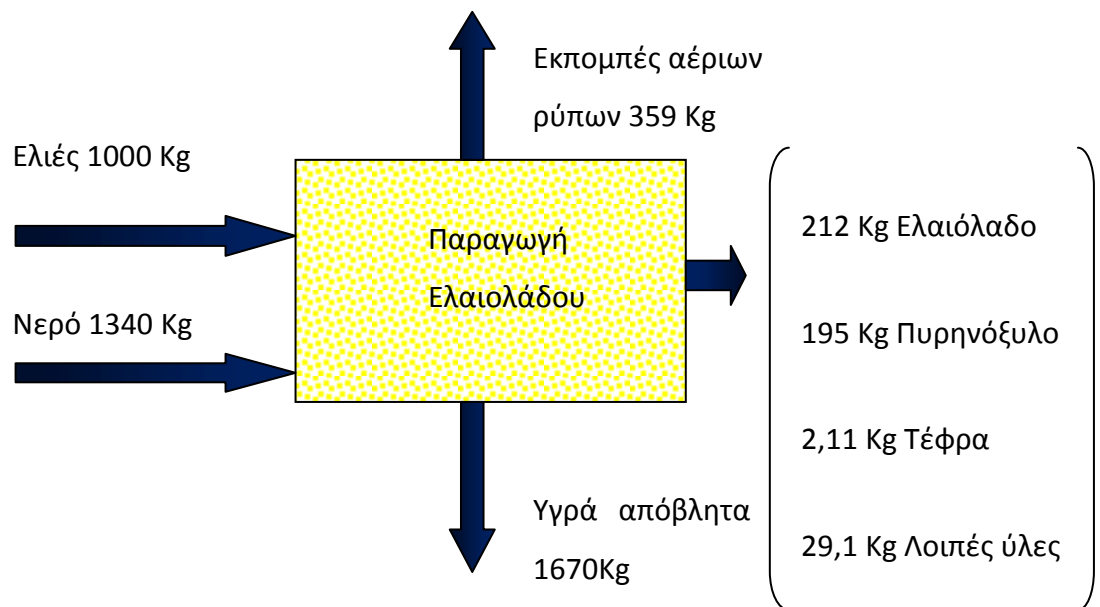 Εκπομπές αέριων
ρύπων 359 Kg
Ελιές 1000 Kg
Νερό 1340 Kg
Παραγωγή
Ελαιολάδου
212 Kg Ελαιόλαδο
195 Kg Πυρηνόξυλο
2,11 Kg Τέφρα
29,1 Kg Λοιπές ύλες
Υγρά απόβλητα
1670Kg